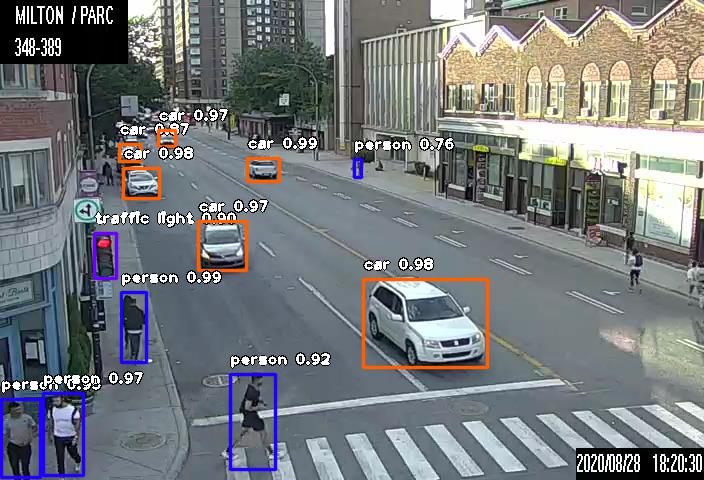 MILTON / PARC
348-389
car 0.97
car 0.97
car 0.98
car 0.99
person 0.76
car 0.97
traffic light 0.90
car 0.98
person 0.99
person 0.92
person 0.97
2020/08/28 18:20:30